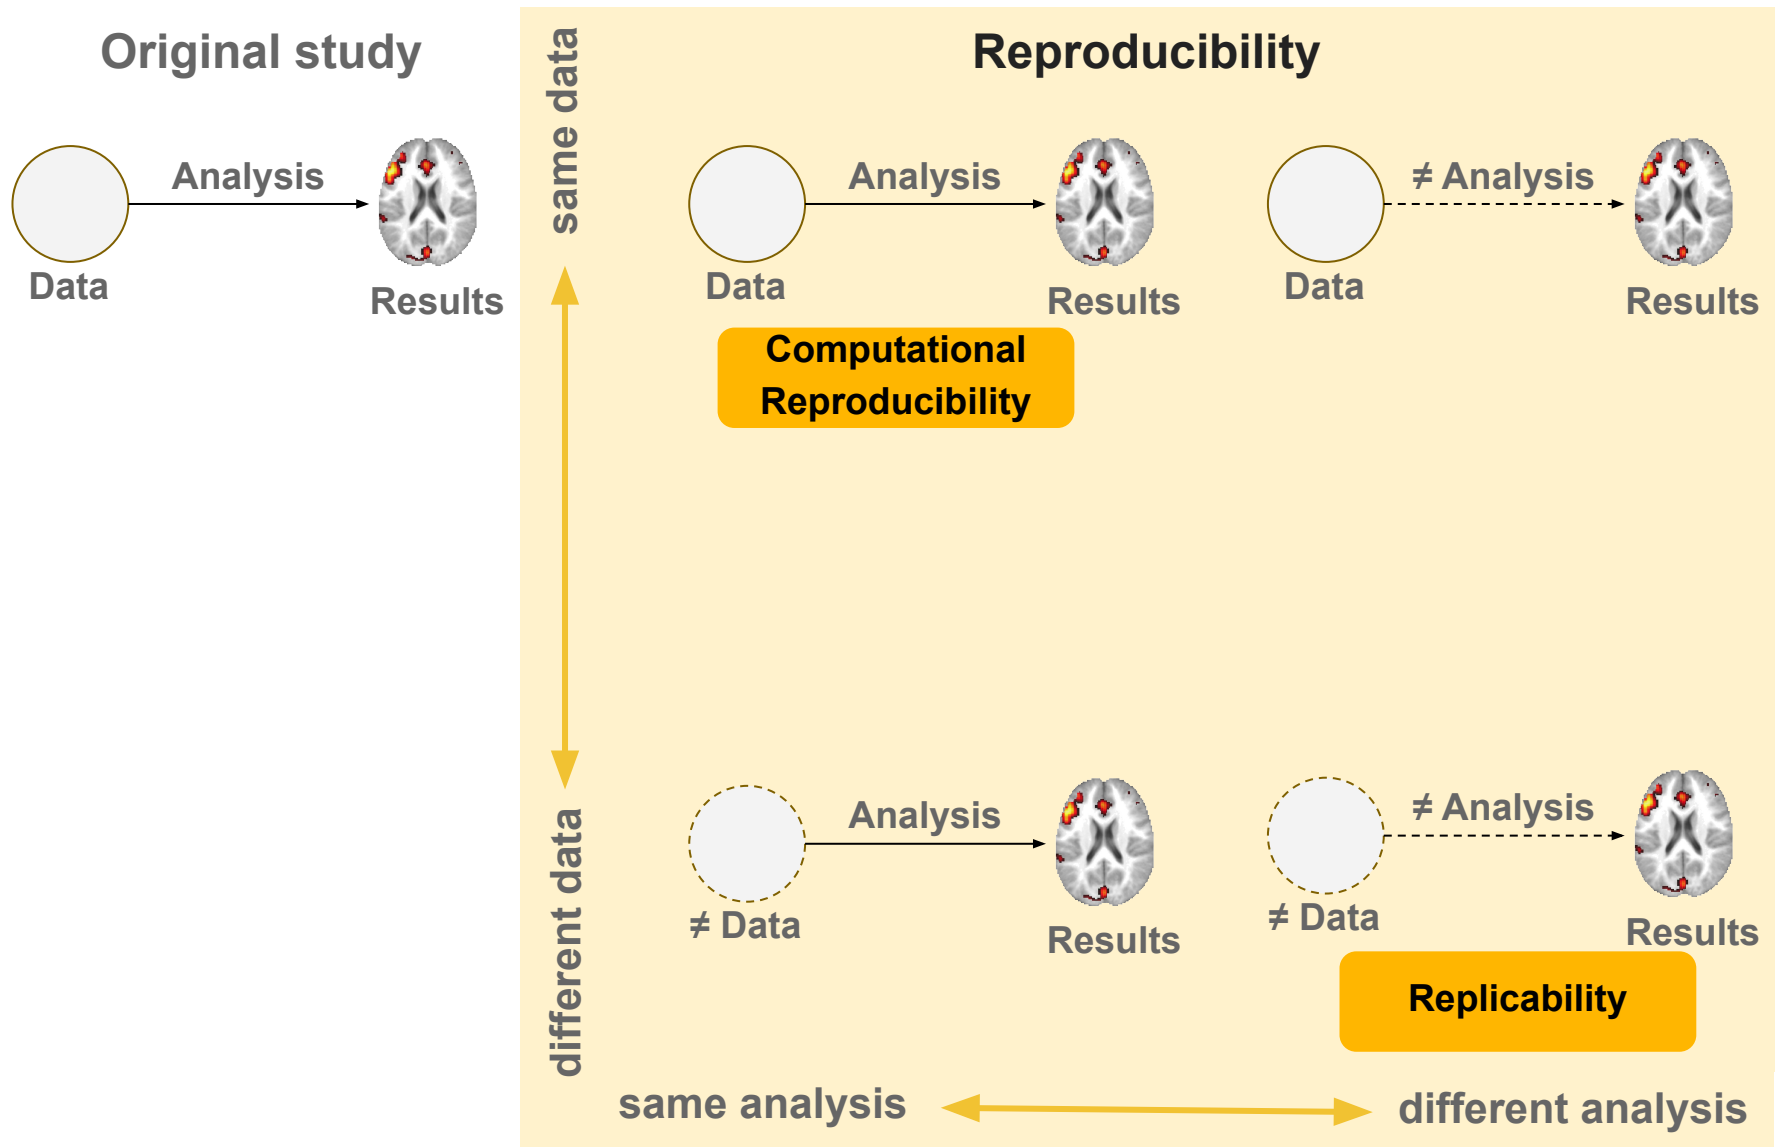 Original study
Analysis
Data
Results
Reproducibility
same data
Analysis
Data
Results
Computational
Reproducibility
≠ Analysis
Data
Results
different data
Analysis
≠ Data
Results
≠ Analysis
≠ Data
Results
Replicability
same analysis
different analysis